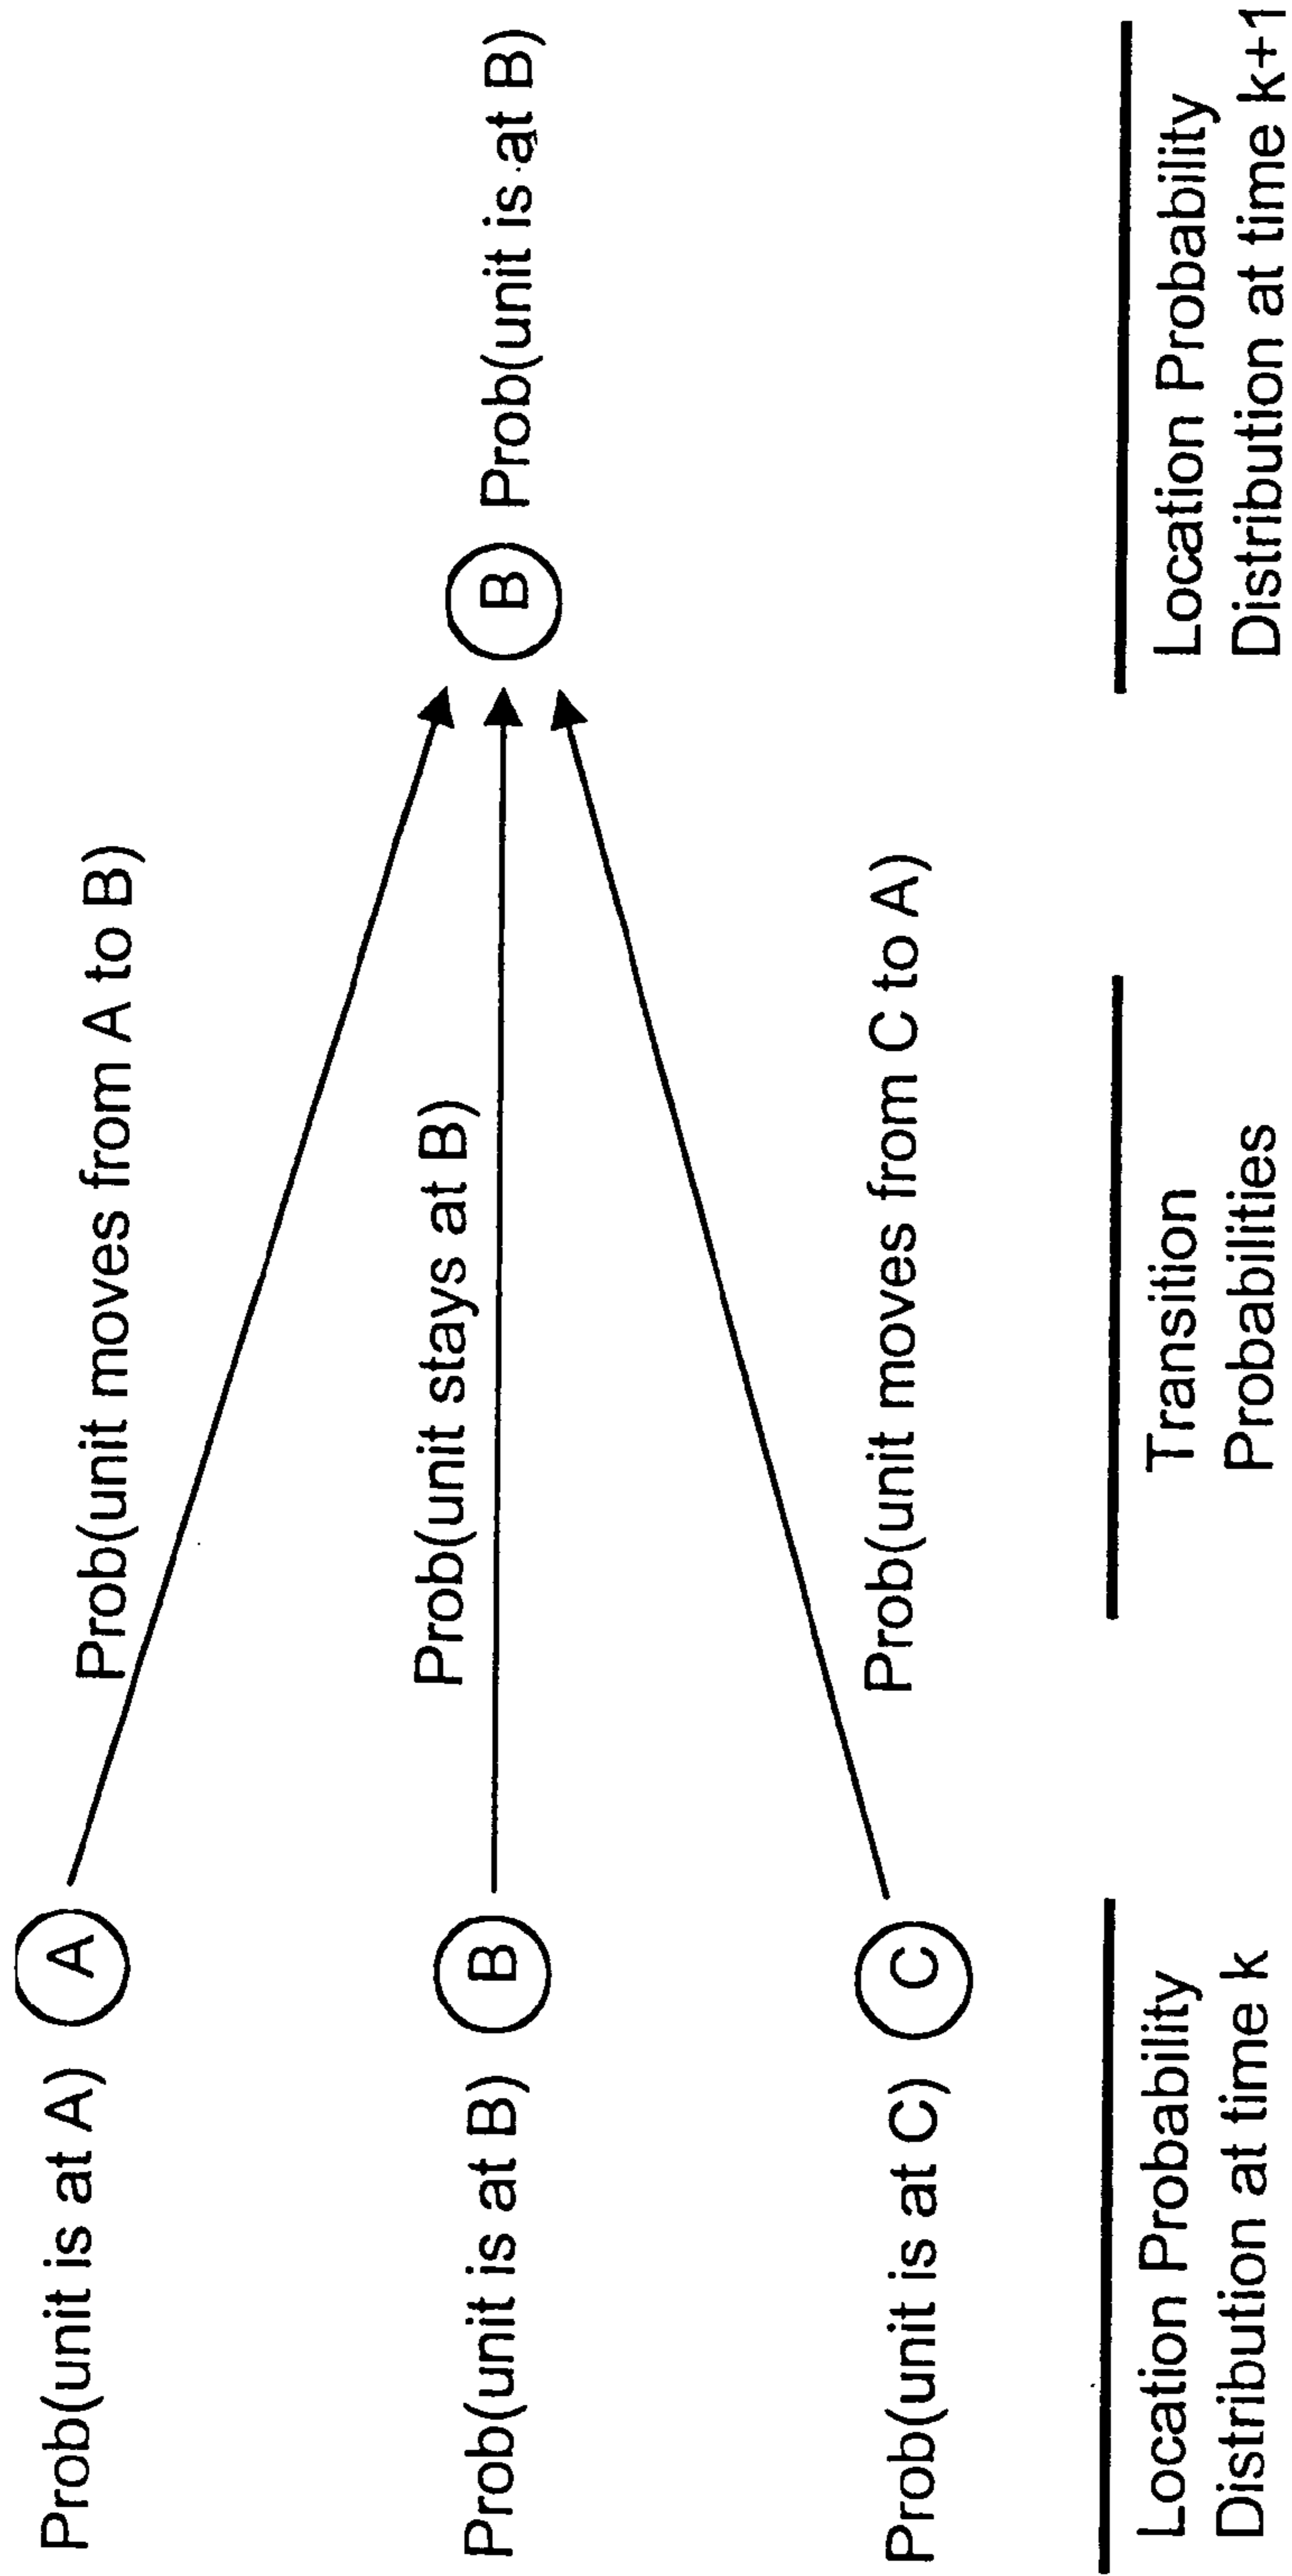 Prob(unit is at A)
A
Prob(unit moves from A to B)
Prob(unit is at B)
B
Prob(unit stays at B)
B
Prob(unit is at B)
Prob(unit is at C)
C
Prob(unit moves from C to A)
Location Probability
Distribution at time k
Transition
Probabilities
Location Probability
Distribution at time k+1